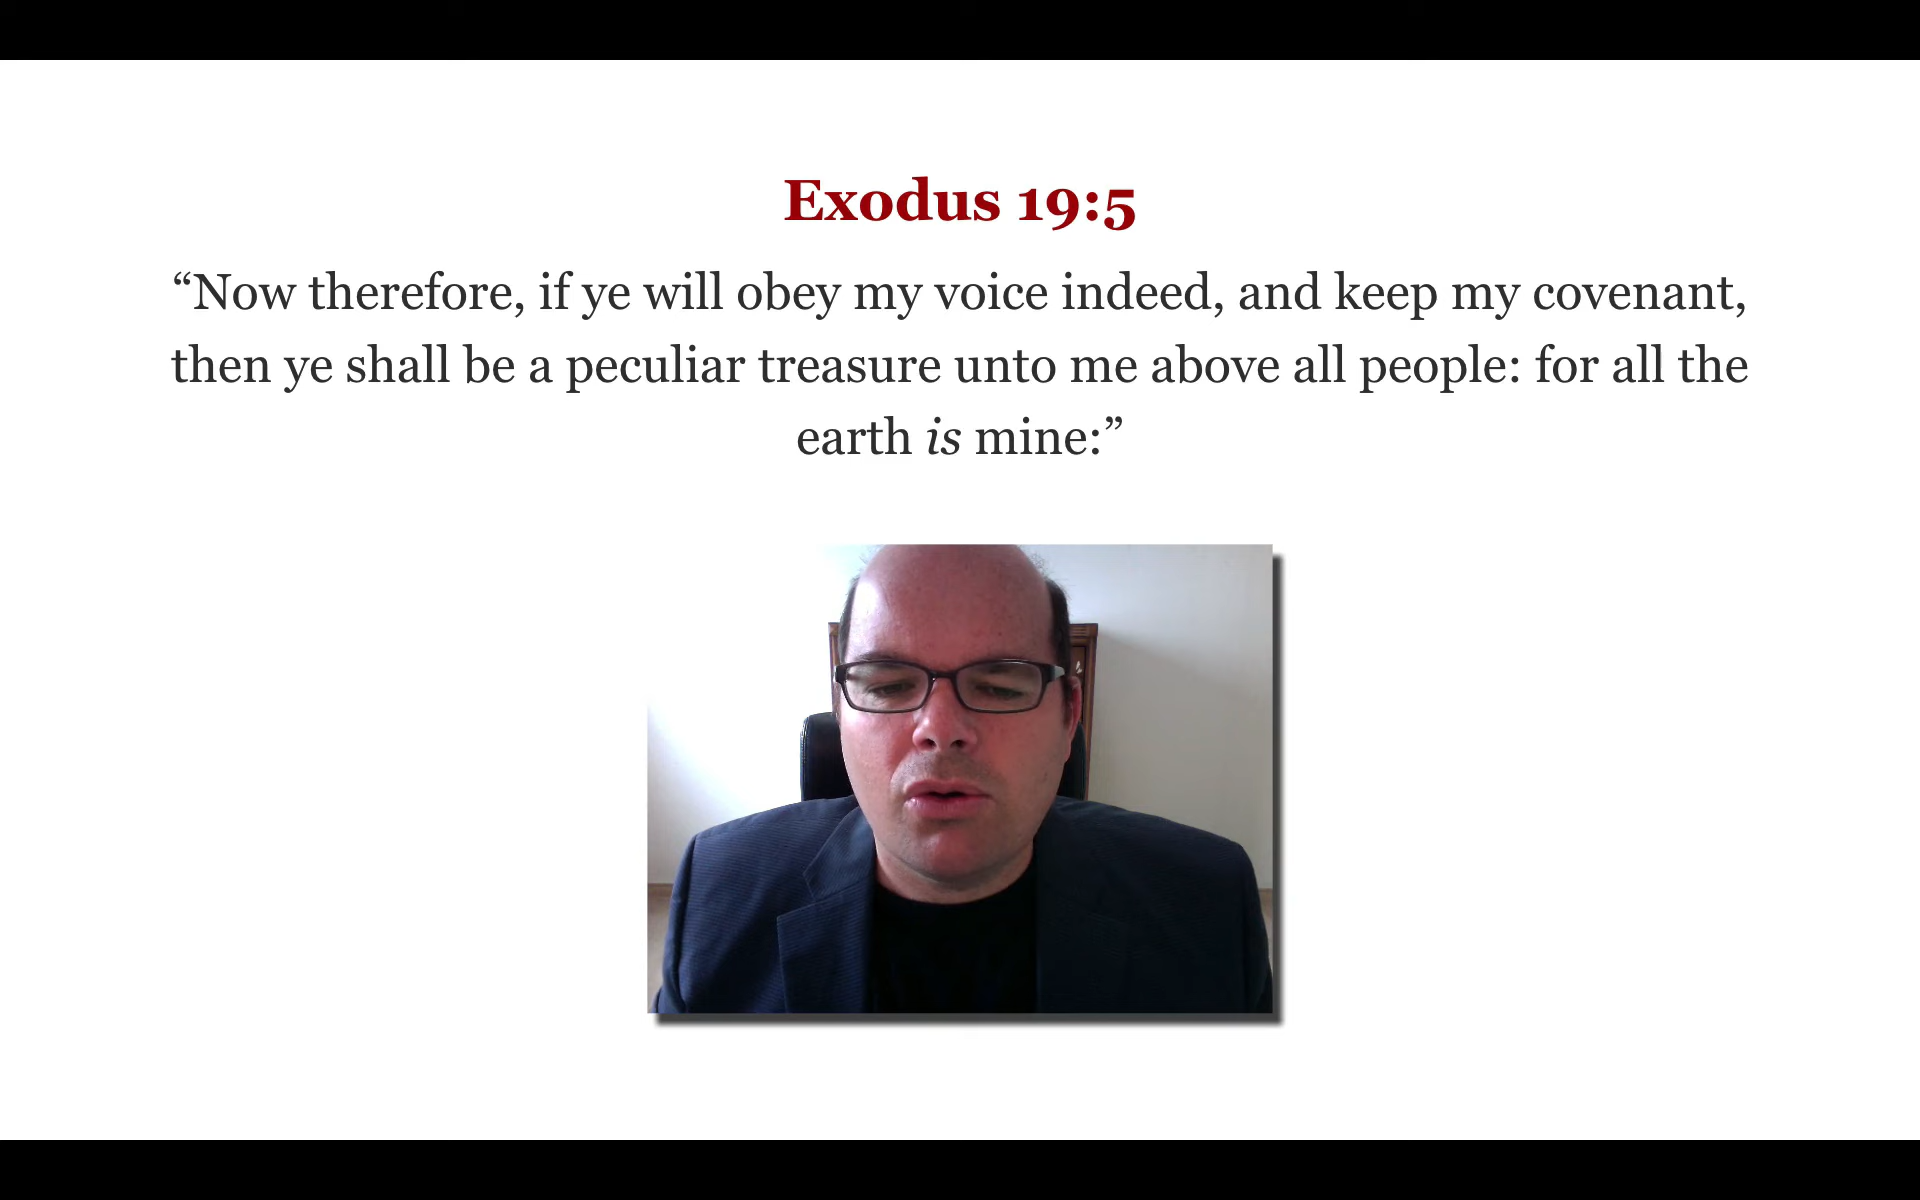 Exodus 19:5
“Now therefore, if ye will obey my voice indeed, and keep my covenant,
then ye shall be a peculiar treasure unto me above all people: for all the
earth is mine:”